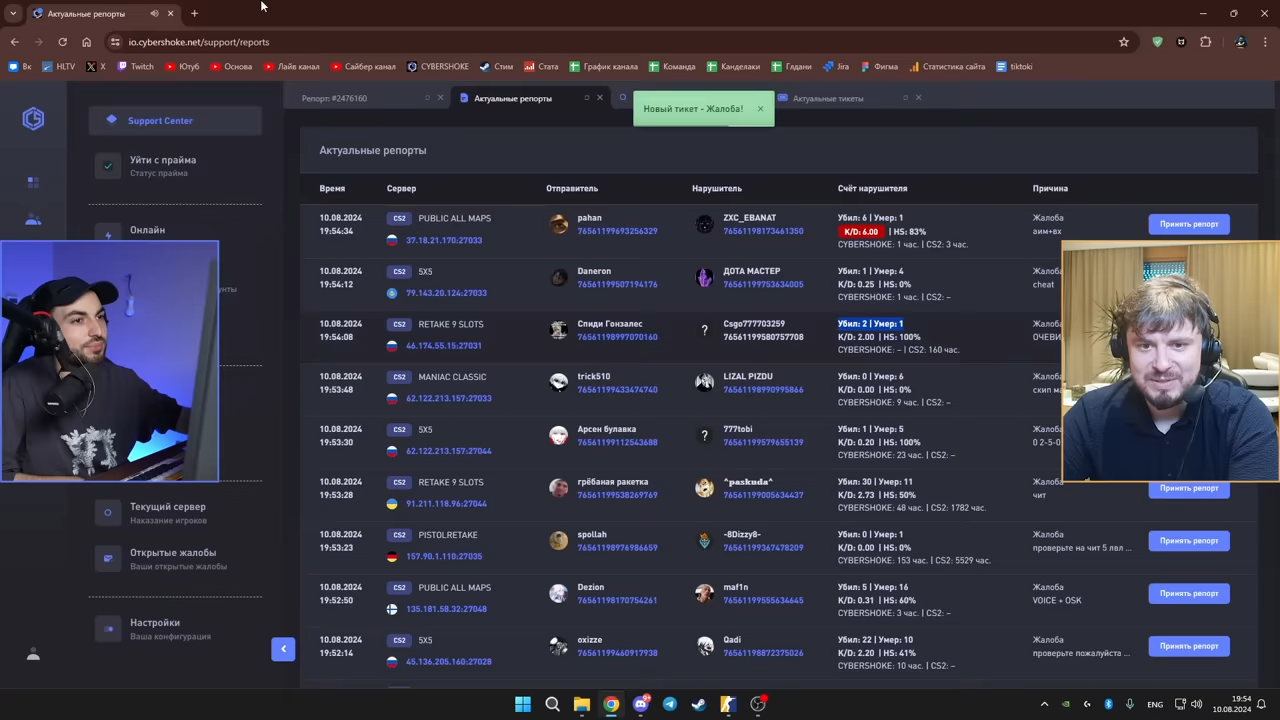 Актуальные репорты
io.cybershoke.net/support/reports
Вк
HLTV
X
Twitch
Ютуб
Основа
Лайв канал
Сайбер канал
CYBERSHOKE
Стим
Стата
График канала
Команда
Канделаки
Глдани
Jira
Фигма
Статистика сайта
tiktoki
Support Center
Уйти с прайма
Статус прайма
Онлайн
Текущий сервер
Наказание игроков
Открытые жалобы
Ваши открытые жалобы
Настройки
Ваша конфигурация
Репорт: #2476160
Актуальные репорты
Новый тикет - Жалоба!
Актуальные тикеты
Актуальные репорты
Время Сервер Отправитель Нарушитель Счёт нарушителя Причина
10.08.2024 CS2 PUBLIC ALL MAPS pahan ZXC_EBANAT Убил: 6 | Умер: 1 Жалоба
19:54:34 37.18.21.170:27033 76561199693256329 76561198173461350 K/D: 6.00 | HS: 83% аим+вх Принять репорт
CYBERSHOKE: 1 час. | CS2: 3 час.
10.08.2024 CS2 5X5 Daneron ДОТА МАСТЕР Убил: 1 | Умер: 4 Жалоба
19:54:12 79.143.20.124:27033 76561199507194176 76561199753634005 K/D: 0.25 | HS: 0% cheat
CYBERSHOKE: 1 час. | CS2: –
10.08.2024 CS2 RETAKE 9 SLOTS Спиди Гонзалес Csgo777703259 Убил: 2 | Умер: 1
19:54:08 46.174.55.15:27031 76561198997070160 76561199580757708 K/D: 2.00 | HS: 100%
CYBERSHOKE: – | CS2: 160 час.
10.08.2024 CS2 MANIAC CLASSIC trick510 LIZAL PIZDU Убил: 0 | Умер: 6
19:53:48 62.122.213.157:27033 76561199433474740 76561198990995866 K/D: 0.00 | HS: 0%
CYBERSHOKE: 9 час. | CS2: –
10.08.2024 CS2 5X5 Арсен булавка 777tobi Убил: 1 | Умер: 5
19:53:30 62.122.213.157:27044 76561199112543688 76561199579655139 K/D: 0.20 | HS: 100% 0 2-5-0
CYBERSHOKE: 23 час. | CS2: –
10.08.2024 CS2 RETAKE 9 SLOTS грёбаная ракетка ^paskuda^ Убил: 30 | Умер: 11 Жалоба
19:53:28 91.211.118.96:27044 76561199538269769 76561199005634437 K/D: 2.73 | HS: 50% чит Принять репорт
CYBERSHOKE: 48 час. | CS2: 1782 час.
10.08.2024 CS2 PISTOLRETAKE spollah -8Dizzy8- Убил: 0 | Умер: 1 Жалоба
19:53:23 157.90.1.110:27035 76561198976986659 76561199367478209 K/D: 0.00 | HS: 0% проверьте на чит 5 лвл ... Принять репорт
CYBERSHOKE: 153 час. | CS2: 5529 час.
10.08.2024 CS2 PUBLIC ALL MAPS Dezion maf1n Убил: 5 | Умер: 16 Жалоба
19:52:50 135.181.58.32:27048 76561198170754261 76561199555634645 K/D: 0.31 | HS: 60% VOICE + OSK Принять репорт
CYBERSHOKE: 3 час. | CS2: –
10.08.2024 CS2 5X5 oxizze Qadi Убил: 22 | Умер: 10 Жалоба
19:52:14 45.136.205.160:27028 76561199460917938 76561198872375026 K/D: 2.20 | HS: 41% проверьте пожалуйста ... Принять репорт
CYBERSHOKE: 10 час. | CS2: –
ENG
19:54
10.08.2024